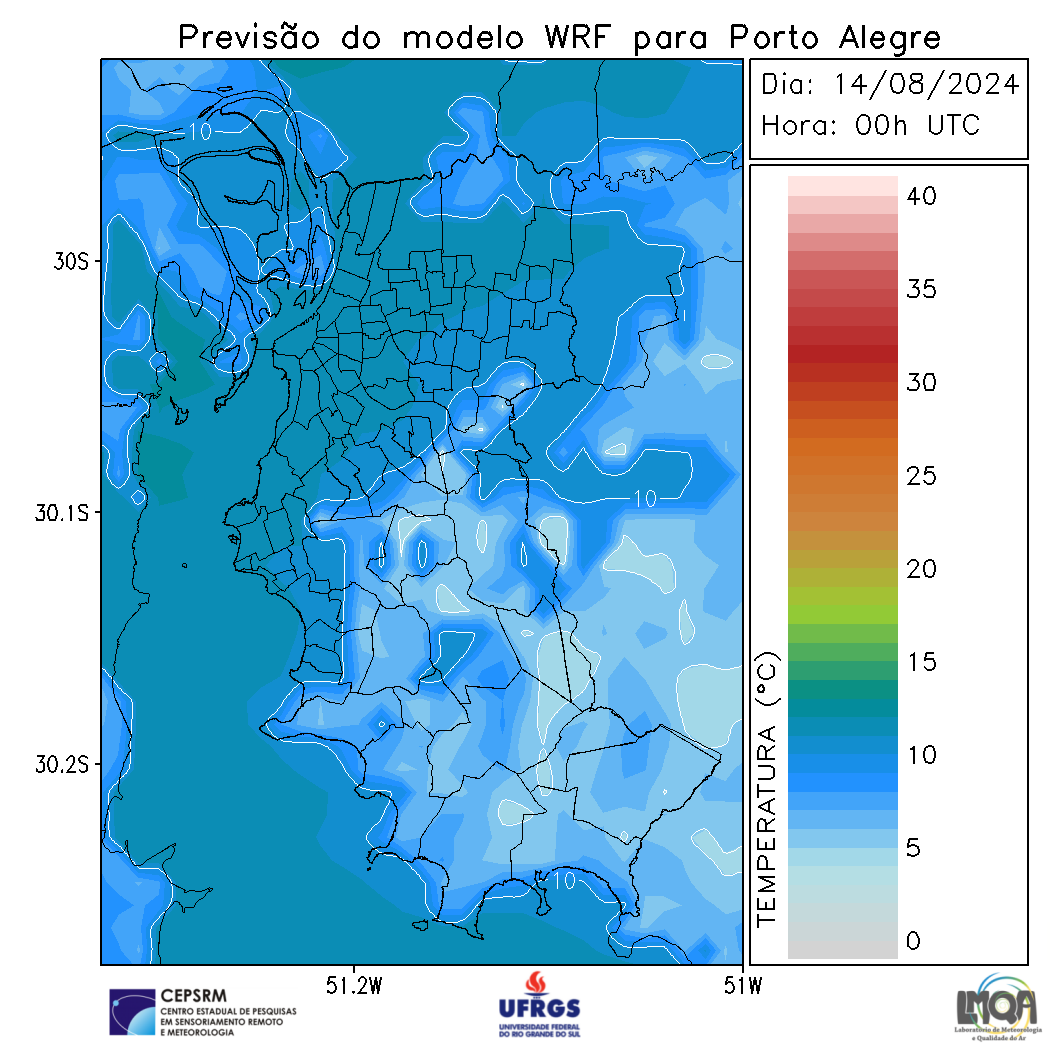 Previsão do modelo WRF para Porto Alegre
Dia: 14/08/2024
Hora: 00h UTC
40
35
30
25
20
15
10
5
0
TEMPERATURA (°C)
30S
30.1S
30.2S
51.2W
51W
10
10
10
CEPSRM
CENTRO ESTADUAL DE PESQUISAS
EM SENSORIAMENTO REMOTO
E METEOROLOGIA
UFRGS
UNIVERSIDADE FEDERAL
DO RIO GRANDE DO SUL
LMQA
Laboratório de Meteorologia
e Qualidade do Ar